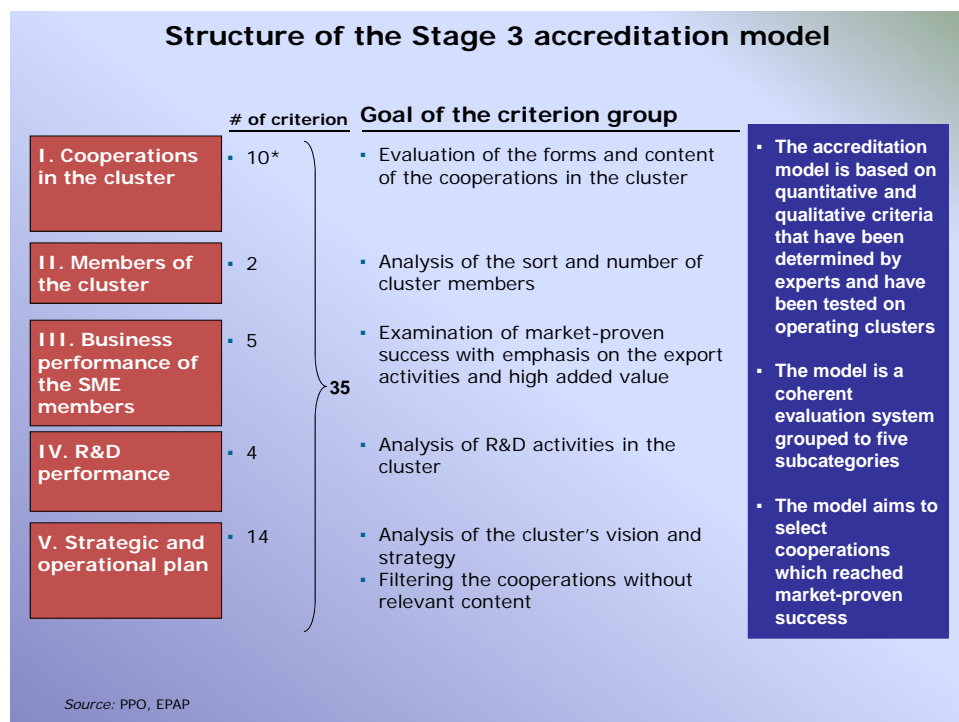 Structure of the Stage 3 accreditation model
# of criterion
Goal of the criterion group
I. Cooperations
in the cluster
▪ 10*
▪ Evaluation of the forms and content
of the cooperations in the cluster
II. Members of
the cluster
▪ 2
▪ Analysis of the sort and number of
cluster members
III. Business
performance of
the SME
members
▪ 5
▪ Examination of market-proven
success with emphasis on the export
activities and high added value
35
IV. R&D
performance
▪ 4
▪ Analysis of R&D activities in the
cluster
V. Strategic and
operational plan
▪ 14
▪ Analysis of the cluster's vision and
strategy
▪ Filtering the cooperations without
relevant content
▪ The accreditation
model is based on
quantitative and
qualitative criteria
that have been
determined by
experts and have
been tested on
operating clusters
▪ The model is a
coherent
evaluation system
grouped to five
subcategories
▪ The model aims to
select
cooperations
which reached
market-proven
success
Source: PPO, EPAP